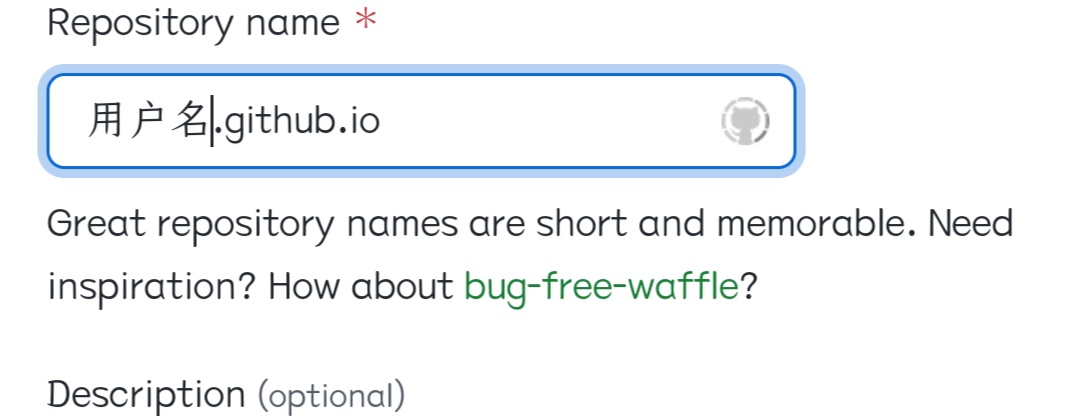 Repository name *
用户名.github.io
Great repository names are short and memorable. Need
inspiration? How about bug-free-waffle?
Description (optional)